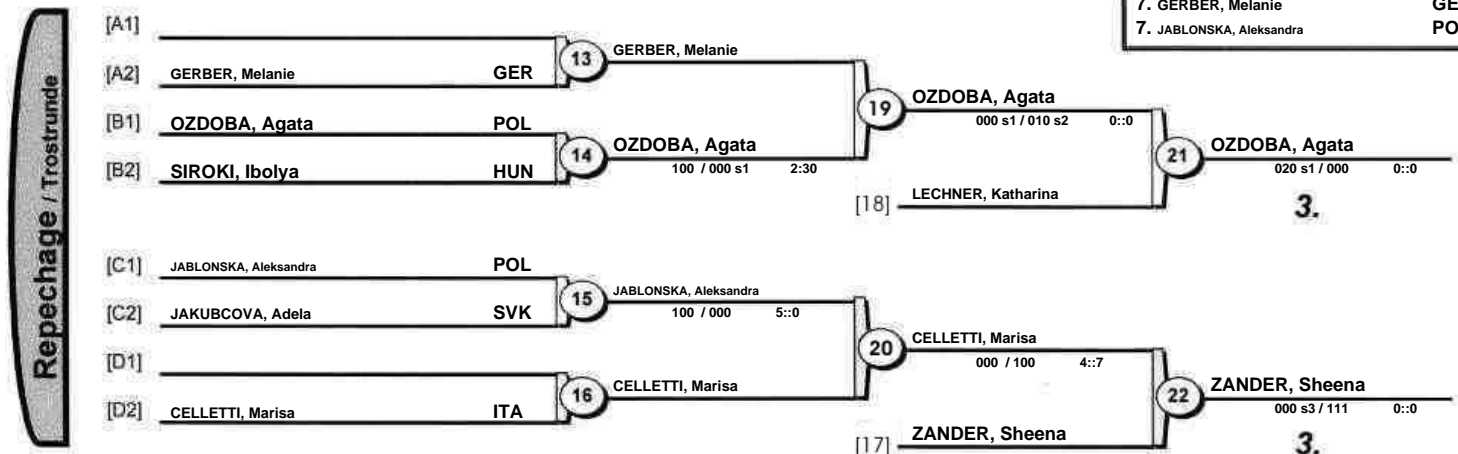 7. GERBER, Melanie GE
7. JABLONSKA, Aleksandra PO
Repechage / Trostrunde
[A1]
[A2] GERBER, Melanie GER
13 GERBER, Melanie
[B1] OZDOBA, Agata POL
[B2] SIROKI, Ibolya HUN
14 OZDOBA, Agata
100 / 000 s1 2:30
19 OZDOBA, Agata
000 s1 / 010 s2 0::0
[18] LECHNER, Katharina
21 OZDOBA, Agata
020 s1 / 000 0::0
3.
[C1] JABLONSKA, Aleksandra POL
[C2] JAKUBCOVA, Adela SVK
15 JABLONSKA, Aleksandra
100 / 000 5::0
[D1]
[D2] CELLETTI, Marisa ITA
16 CELLETTI, Marisa
20 CELLETTI, Marisa
000 / 100 4::7
[17] ZANDER, Sheena
22 ZANDER, Sheena
000 s3 / 111 0::0
3.